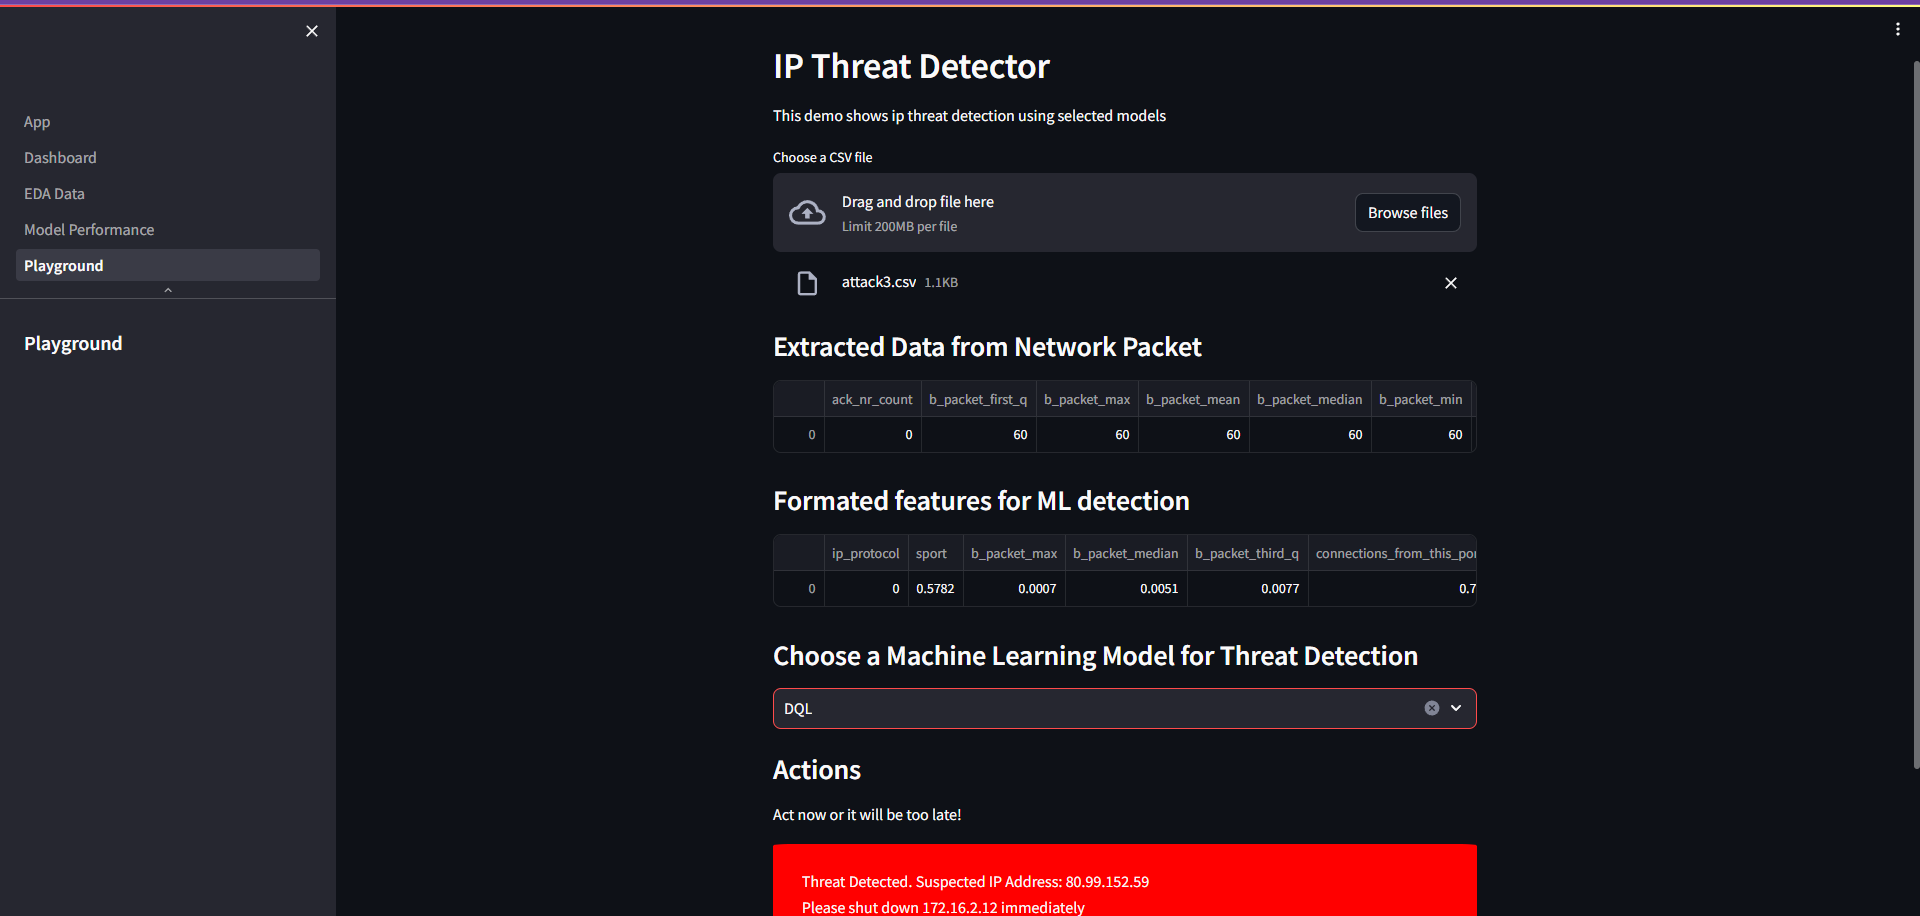 App
Dashboard
EDA Data
Model Performance
Playground
Playground
IP Threat Detector
This demo shows ip threat detection using selected models
Choose a CSV file
Drag and drop file here
Limit 200MB per file
Browse files
attack3.csv 1.1KB
Extracted Data from Network Packet
ack_nr_count b_packet_first_q b_packet_max b_packet_mean b_packet_median b_packet_min
0 0 60 60 60 60 60
Formated features for ML detection
ip_protocol sport b_packet_max b_packet_median b_packet_third_q connections_from_this_por
0 0 0.5782 0.0007 0.0051 0.0077 0.7
Choose a Machine Learning Model for Threat Detection
DQL
Actions
Act now or it will be too late!
Threat Detected. Suspected IP Address: 80.99.152.59
Please shut down 172.16.2.12 immediately